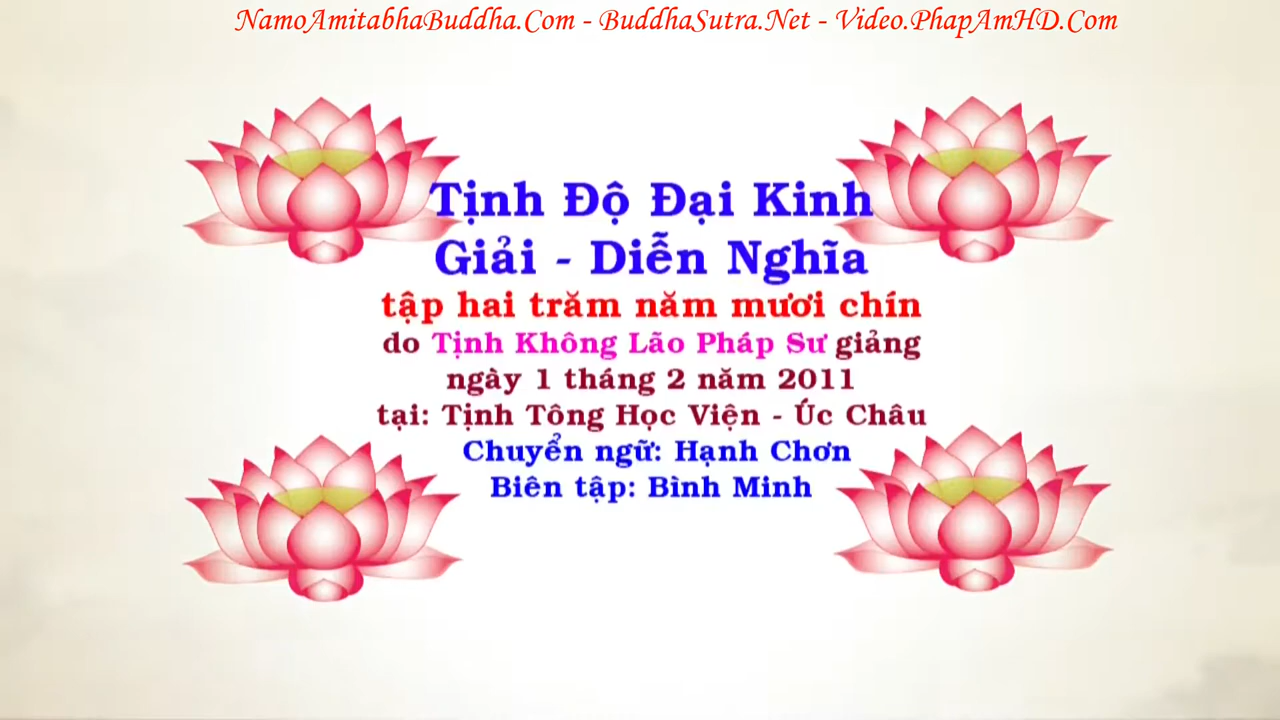 NamoAmitabhaBuddha.Com - BuddhaSutra.Net - Video.PhapAmHD.Com
Tịnh Độ Đại Kinh
Giải - Diễn Nghĩa
tập hai trăm năm mươi chín
do Tịnh Không Lão Pháp Sư giảng
ngày 1 tháng 2 năm 2011
tại: Tịnh Tông Học Viện - Úc Châu
Chuyển ngữ: Hạnh Chơn
Biên tập: Bình Minh